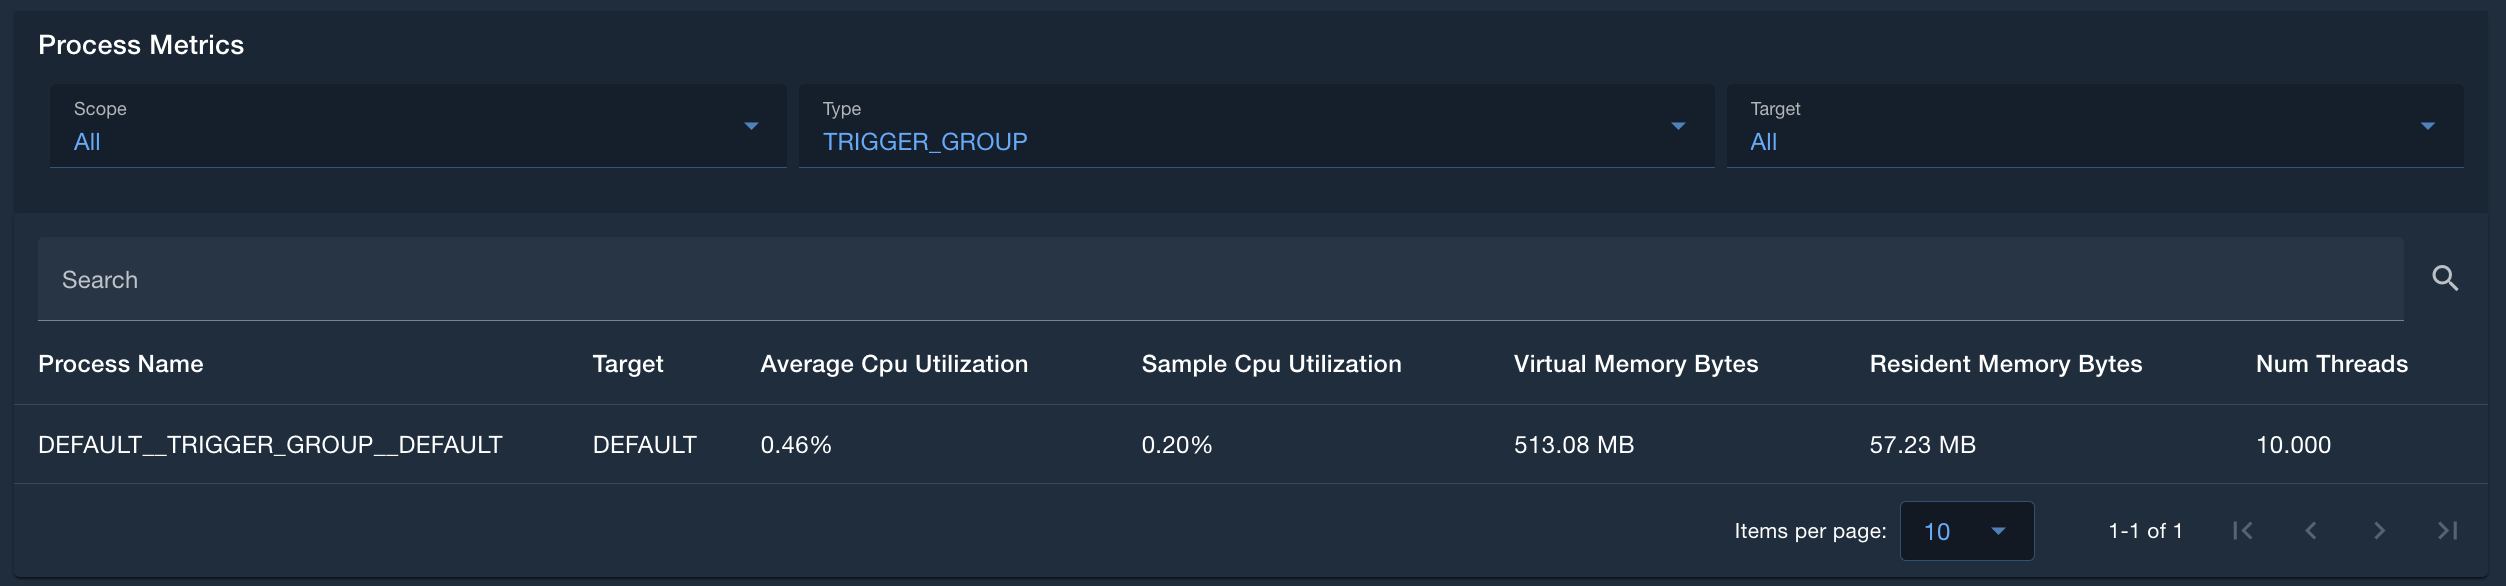 Process Metrics
Scope
All
Type
TRIGGER_GROUP
Target
All
Search
Process Name Target Average Cpu Utilization Sample Cpu Utilization Virtual Memory Bytes Resident Memory Bytes Num Threads
DEFAULT__TRIGGER_GROUP__DEFAULT DEFAULT 0.46% 0.20% 513.08 MB 57.23 MB 10.000
Items per page: 10 1-1 of 1